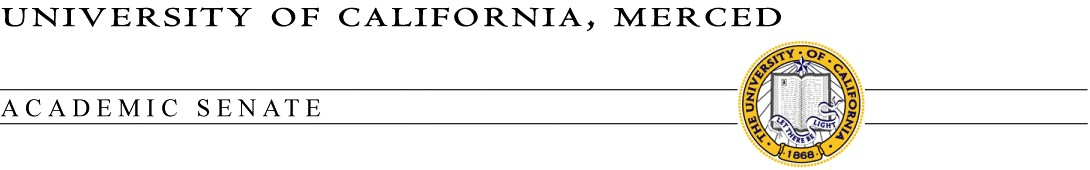 UNIVERSITY OF CALIFORNIA, MERCED
ACADEMIC SENATE
· THE · UNIVERSITY · OF · CALIFORNIA ·
LET THERE BE LIGHT
· 1868 ·